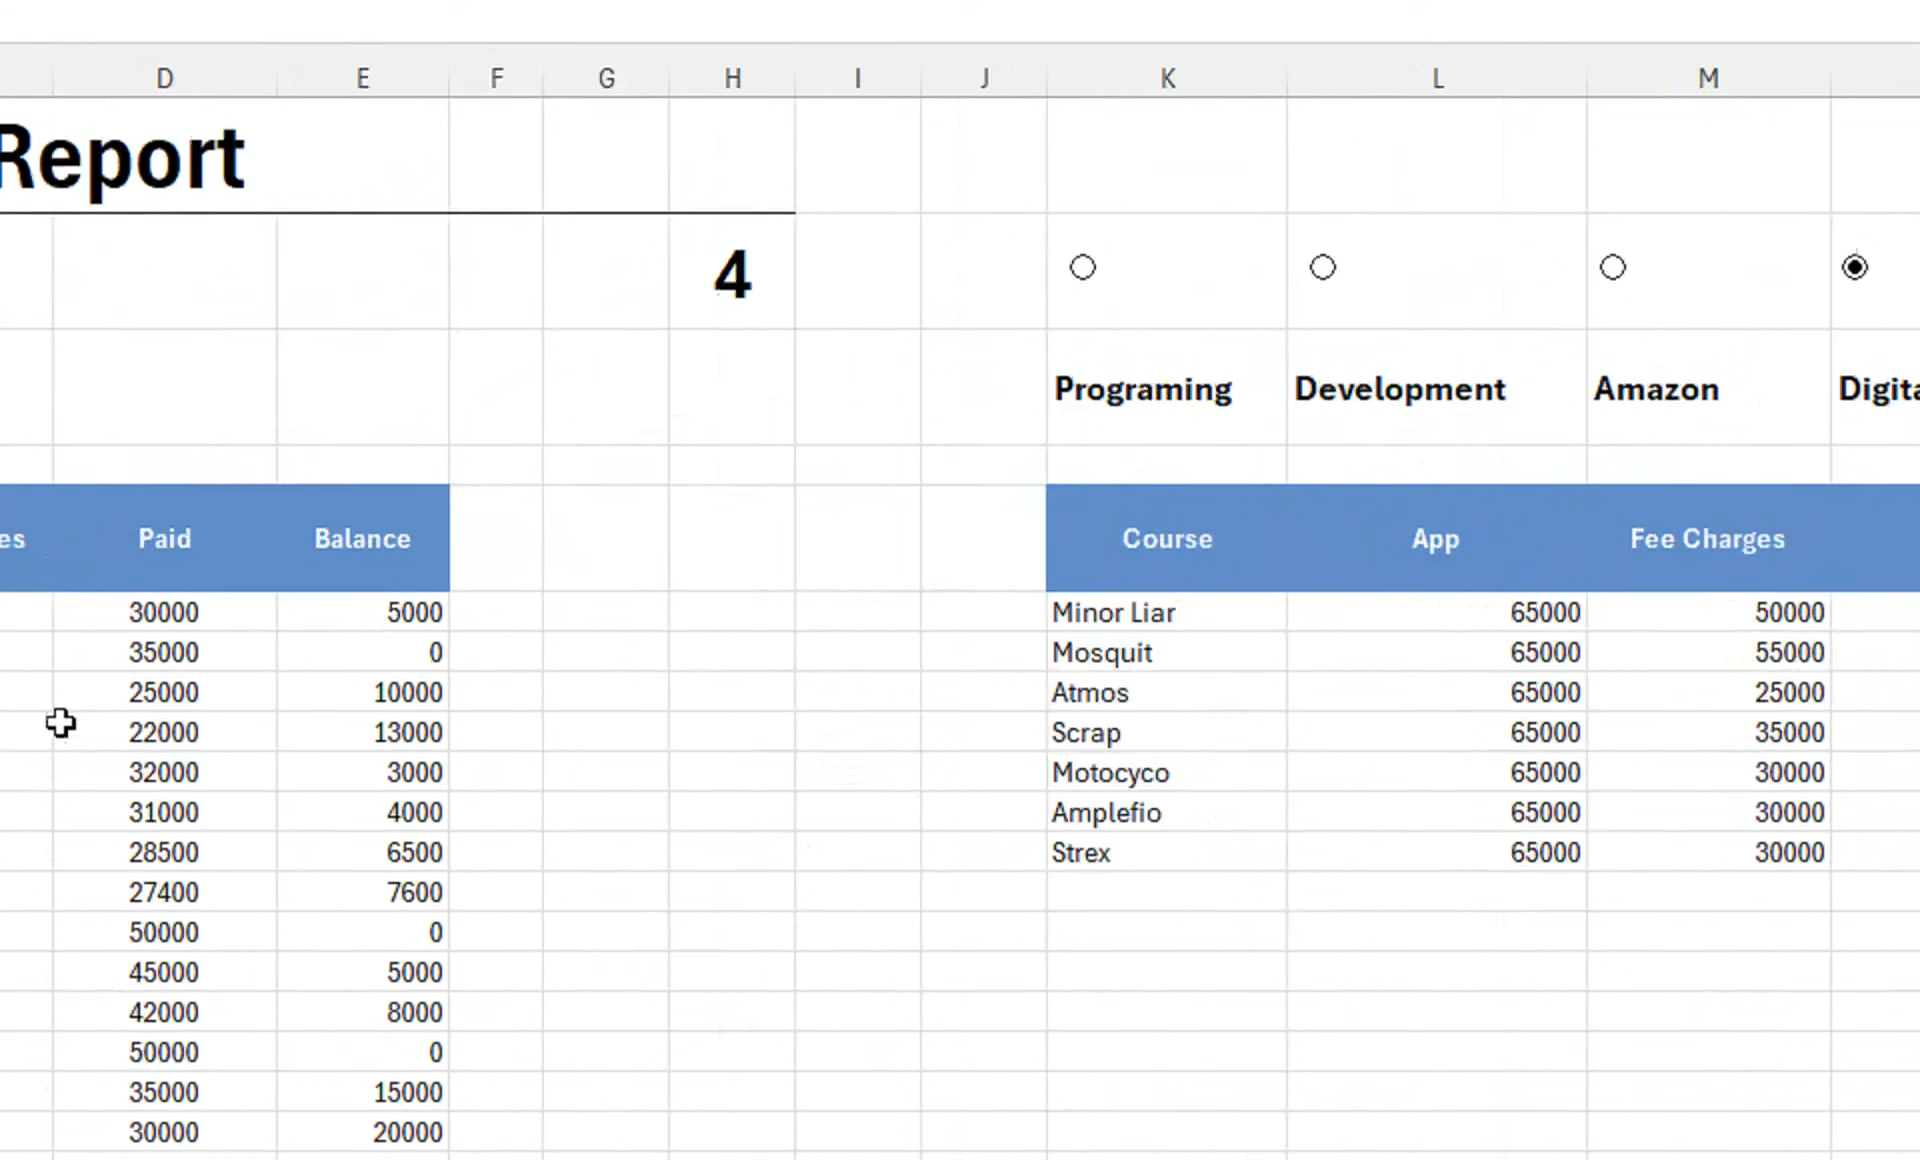 D E F G H I J K L M
Report
4
Programing Development Amazon Digita
es Paid Balance Course App Fee Charges
30000 5000 Minor Liar 65000 50000
35000 0 Mosquit 65000 55000
25000 10000 Atmos 65000 25000
22000 13000 Scrap 65000 35000
32000 3000 Motocyco 65000 30000
31000 4000 Amplefio 65000 30000
28500 6500 Strex 65000 30000
27400 7600
50000 0
45000 5000
42000 8000
50000 0
35000 15000
30000 20000